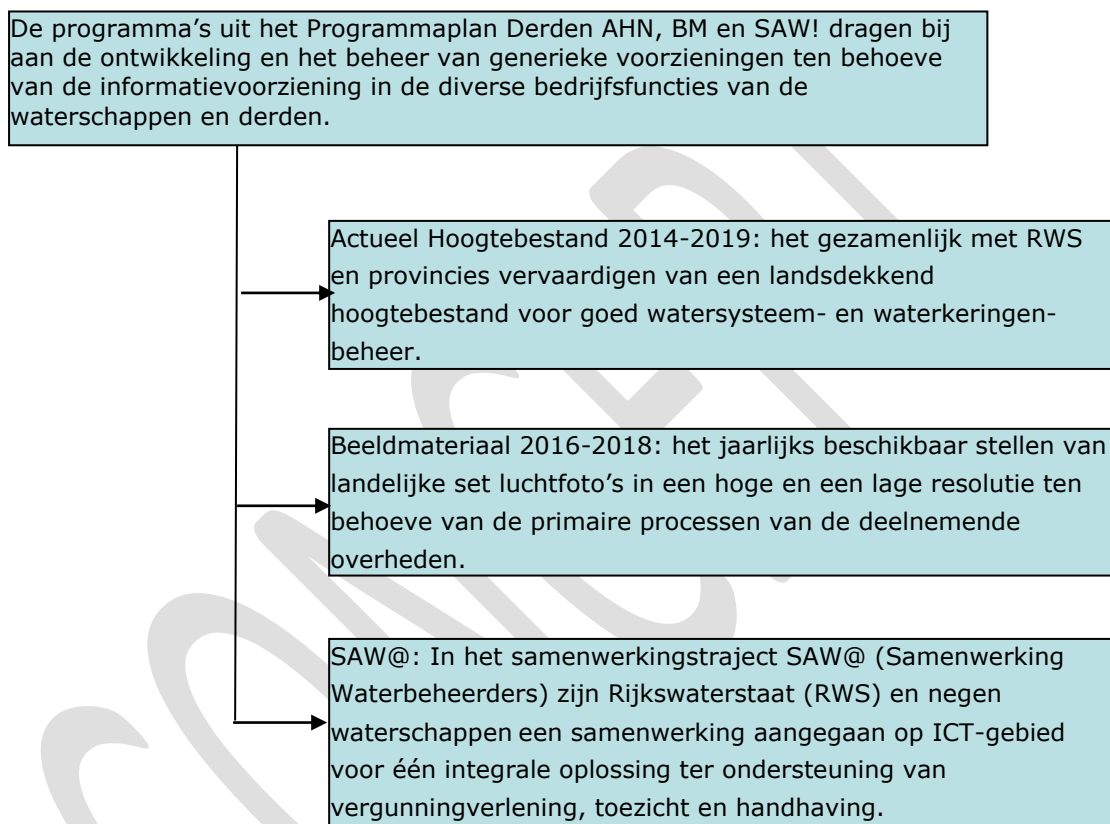 De programma’s uit het Programmaplan Derden AHN, BM en SAW! dragen bij
aan de ontwikkeling en het beheer van generieke voorzieningen ten behoeve
van de informatievoorziening in de diverse bedrijfsfuncties van de
waterschappen en derden.
Actueel Hoogtebestand 2014-2019: het gezamenlijk met RWS
en provincies vervaardigen van een landsdekkend
hoogtebestand voor goed watersysteem- en waterkeringen-
beheer.
Beeldmateriaal 2016-2018: het jaarlijks beschikbaar stellen van
landelijke set luchtfoto’s in een hoge en een lage resolutie ten
behoeve van de primaire processen van de deelnemende
overheden.
SAW@: In het samenwerkingstraject SAW@ (Samenwerking
Waterbeheerders) zijn Rijkswaterstaat (RWS) en negen
waterschappen een samenwerking aangegaan op ICT-gebied
voor één integrale oplossing ter ondersteuning van
vergunningverlening, toezicht en handhaving.
CONCEPT